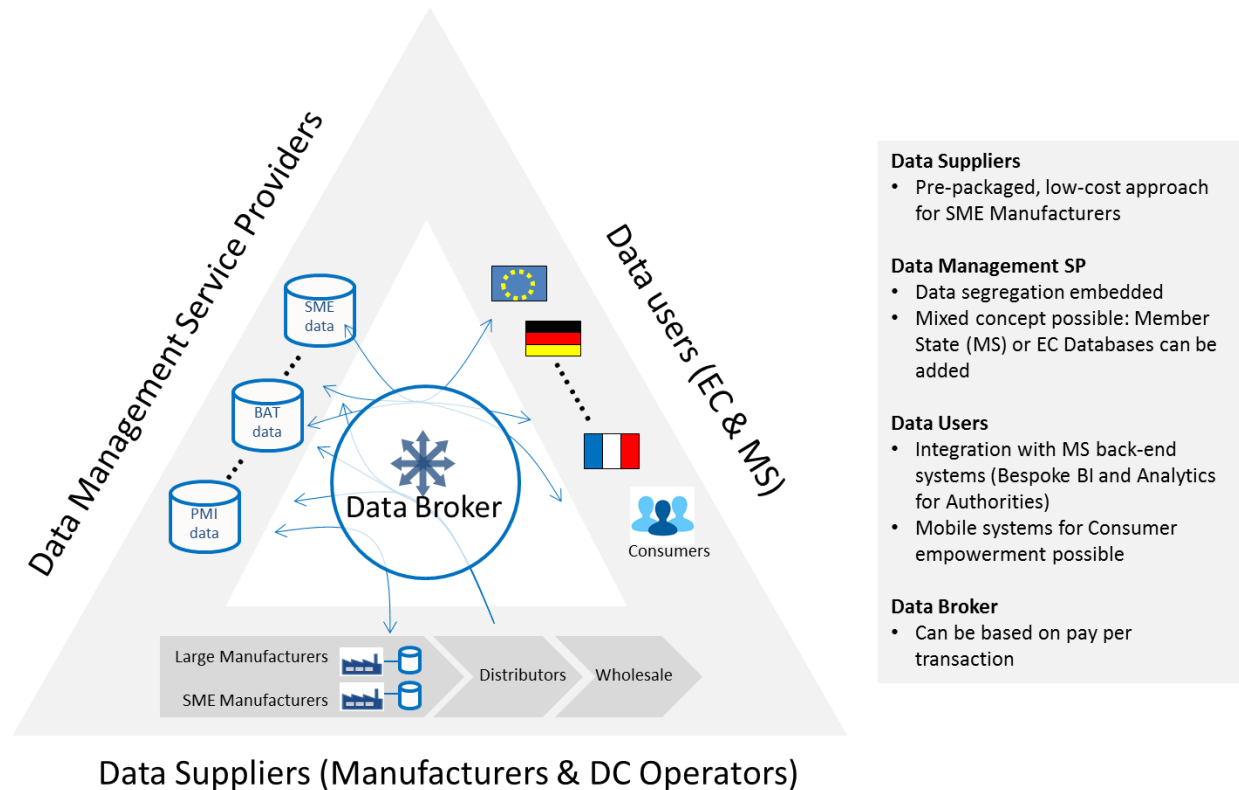 Data Management Service Providers
Data users (EC & MS)
SME
data
BAT
data
PMI
data
Data Broker
Consumers
Large Manufacturers
SME Manufacturers
Distributors
Wholesale
Data Suppliers (Manufacturers & DC Operators)
Data Suppliers
• Pre-packaged, low-cost approach
for SME Manufacturers
Data Management SP
• Data segregation embedded
• Mixed concept possible: Member
State (MS) or EC Databases can be
added
Data Users
• Integration with MS back-end
systems (Bespoke BI and Analytics
for Authorities)
• Mobile systems for Consumer
empowerment possible
Data Broker
• Can be based on pay per
transaction